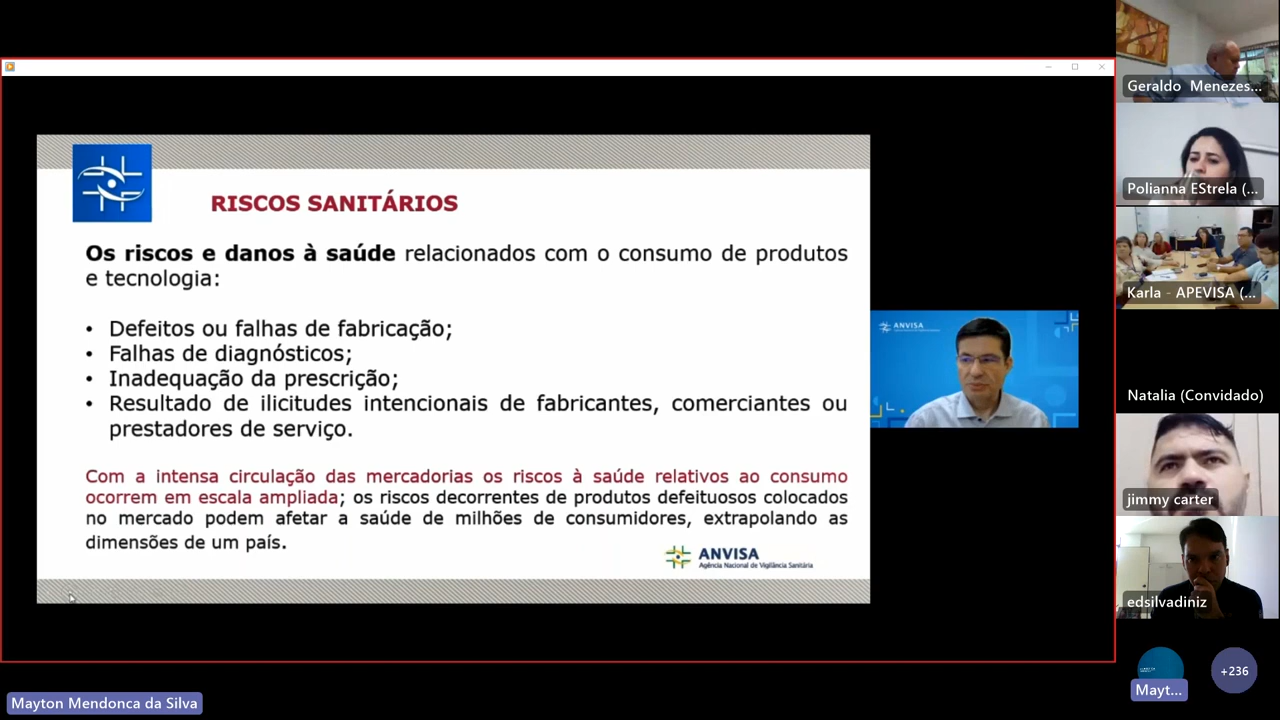 RISCOS SANITÁRIOS
Os riscos e danos à saúde relacionados com o consumo de produtos
e tecnologia:
• Defeitos ou falhas de fabricação;
• Falhas de diagnósticos;
• Inadequação da prescrição;
• Resultado de ilicitudes intencionais de fabricantes, comerciantes ou
prestadores de serviço.
Com a intensa circulação das mercadorias os riscos à saúde relativos ao consumo
ocorrem em escala ampliada; os riscos decorrentes de produtos defeituosos colocados
no mercado podem afetar a saúde de milhões de consumidores, extrapolando as
dimensões de um país.
ANVISA
Agência Nacional de Vigilância Sanitária
ANVISA
Geraldo Menezes...
Polianna EStrela (...
Karla - APEVISA (...
Natalia (Convidado)
jimmy carter
edsilvadiniz
Mayt...
+236
Mayton Mendonca da Silva